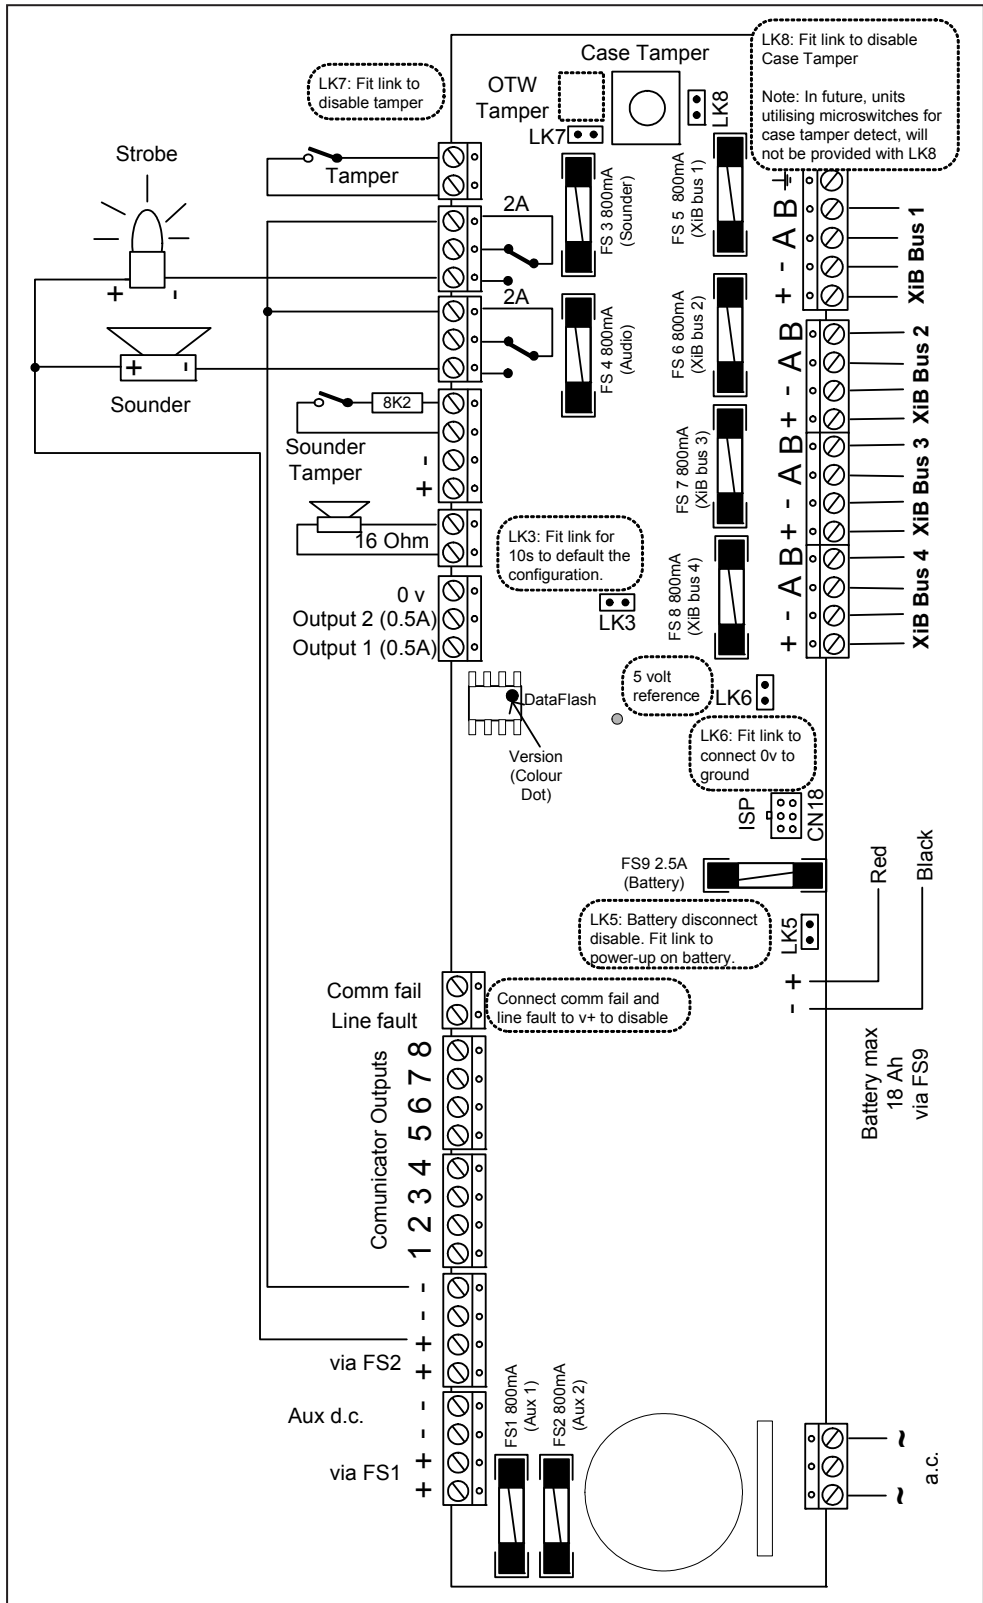 LK7: Fit link to
disable tamper
Case Tamper
OTW
Tamper
LK7
LK8
LK8: Fit link to disable
Case Tamper
Note: In future, units
utilising microswitches for
case tamper detect, will
not be provided with LK8
Strobe
+ -
Tamper
2A
2A
FS 3 800mA
(Sounder)
FS 5 800mA
(XiB bus 1)
FS 4 800mA
(Audio)
FS 6 800mA
(XiB bus 2)
FS 7 800mA
(XiB bus 3)
FS 8 800mA
(XiB bus 4)
+ - A B
XiB Bus 1
+ - A B
XiB Bus 2
+ - A B
XiB Bus 3
+ - A B
XiB Bus 4
+ -
Sounder
8K2
Sounder
Tamper
-
+
16 Ohm
LK3: Fit link for
10s to default the
configuration.
LK3
0 v
Output 2 (0.5A)
Output 1 (0.5A)
DataFlash
Version
(Colour
Dot)
5 volt
reference
LK6
LK6: Fit link to
connect 0v to
ground
ISP
CN18
FS9 2.5A
(Battery)
Red
Black
LK5: Battery disconnect
disable. Fit link to
power-up on battery.
LK5
+
-
Battery max
18 Ah
via FS9
Comm fail
Line fault
Connect comm fail and
line fault to v+ to disable
Comunicator Outputs
1 2 3 4 5 6 7 8
-
-
+
via FS2
+
Aux d.c.
-
-
+
via FS1
+
FS1 800mA
(Aux 1)
FS2 800mA
(Aux 2)
~
~
a.c.